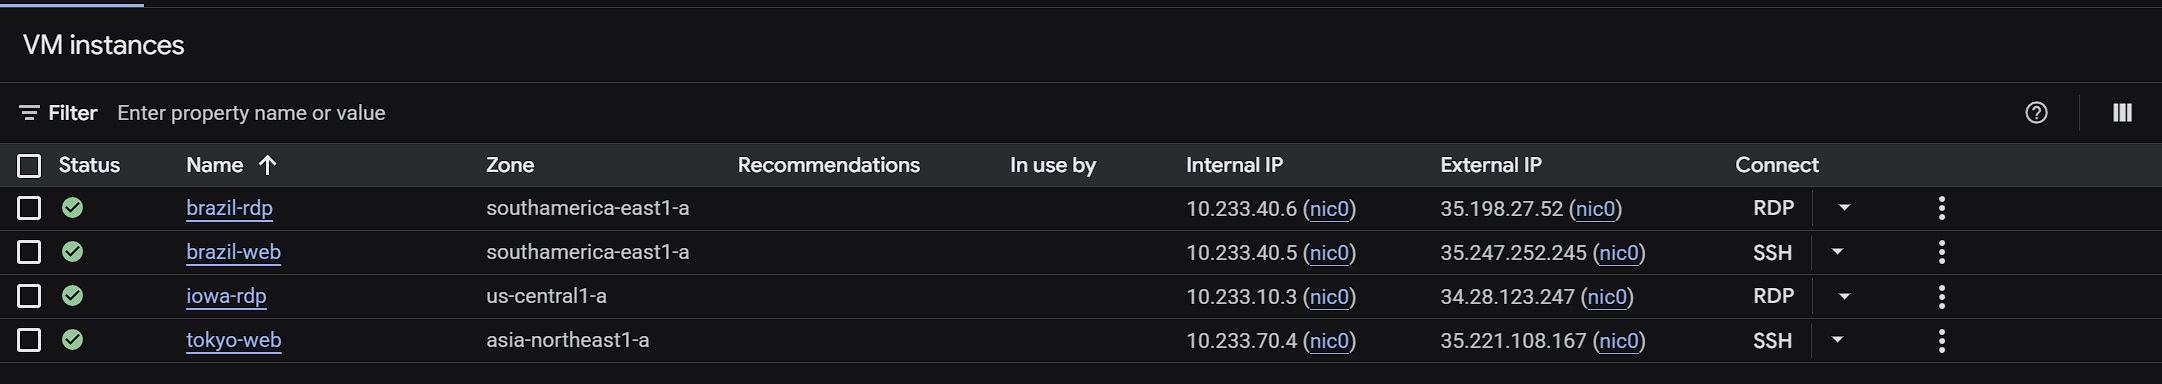 VM instances
Filter Enter property name or value
Status Name Zone Recommendations In use by Internal IP External IP Connect
brazil-rdp southamerica-east1-a 10.233.40.6 (nic0) 35.198.27.52 (nic0) RDP
brazil-web southamerica-east1-a 10.233.40.5 (nic0) 35.247.252.245 (nic0) SSH
iowa-rdp us-central1-a 10.233.10.3 (nic0) 34.28.123.247 (nic0) RDP
tokyo-web asia-northeast1-a 10.233.70.4 (nic0) 35.221.108.167 (nic0) SSH